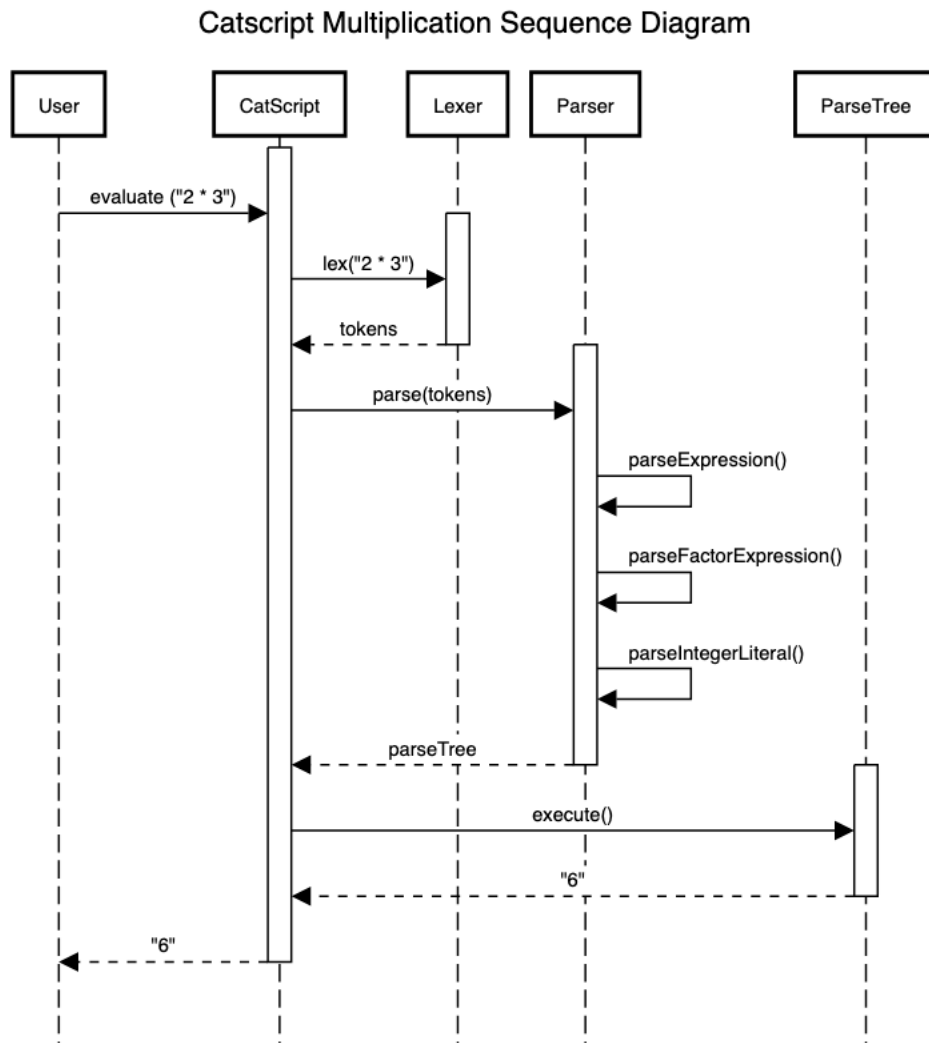 Catscript Multiplication Sequence Diagram
User
CatScript
Lexer
Parser
ParseTree
evaluate ("2 * 3")
lex("2 * 3")
tokens
parse(tokens)
parseExpression()
parseFactorExpression()
parseIntegerLiteral()
parseTree
execute()
"6"
"6"